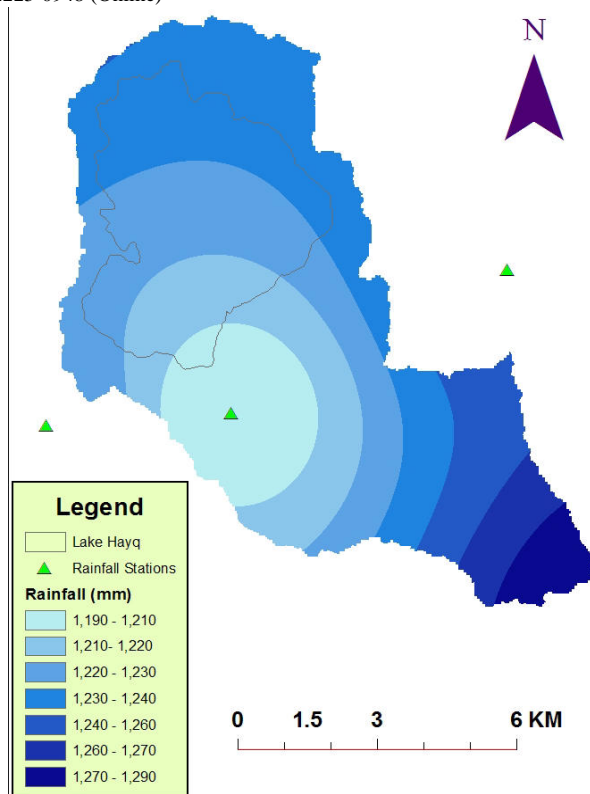 (Online)
N
Legend
Lake Hayq
Rainfall Stations
Rainfall (mm)
1,190 - 1,210
1,210- 1,220
1,220 - 1,230
1,230 - 1,240
1,240 - 1,260
1,260 - 1,270
1,270 - 1,290
0 1.5 3 6 KM